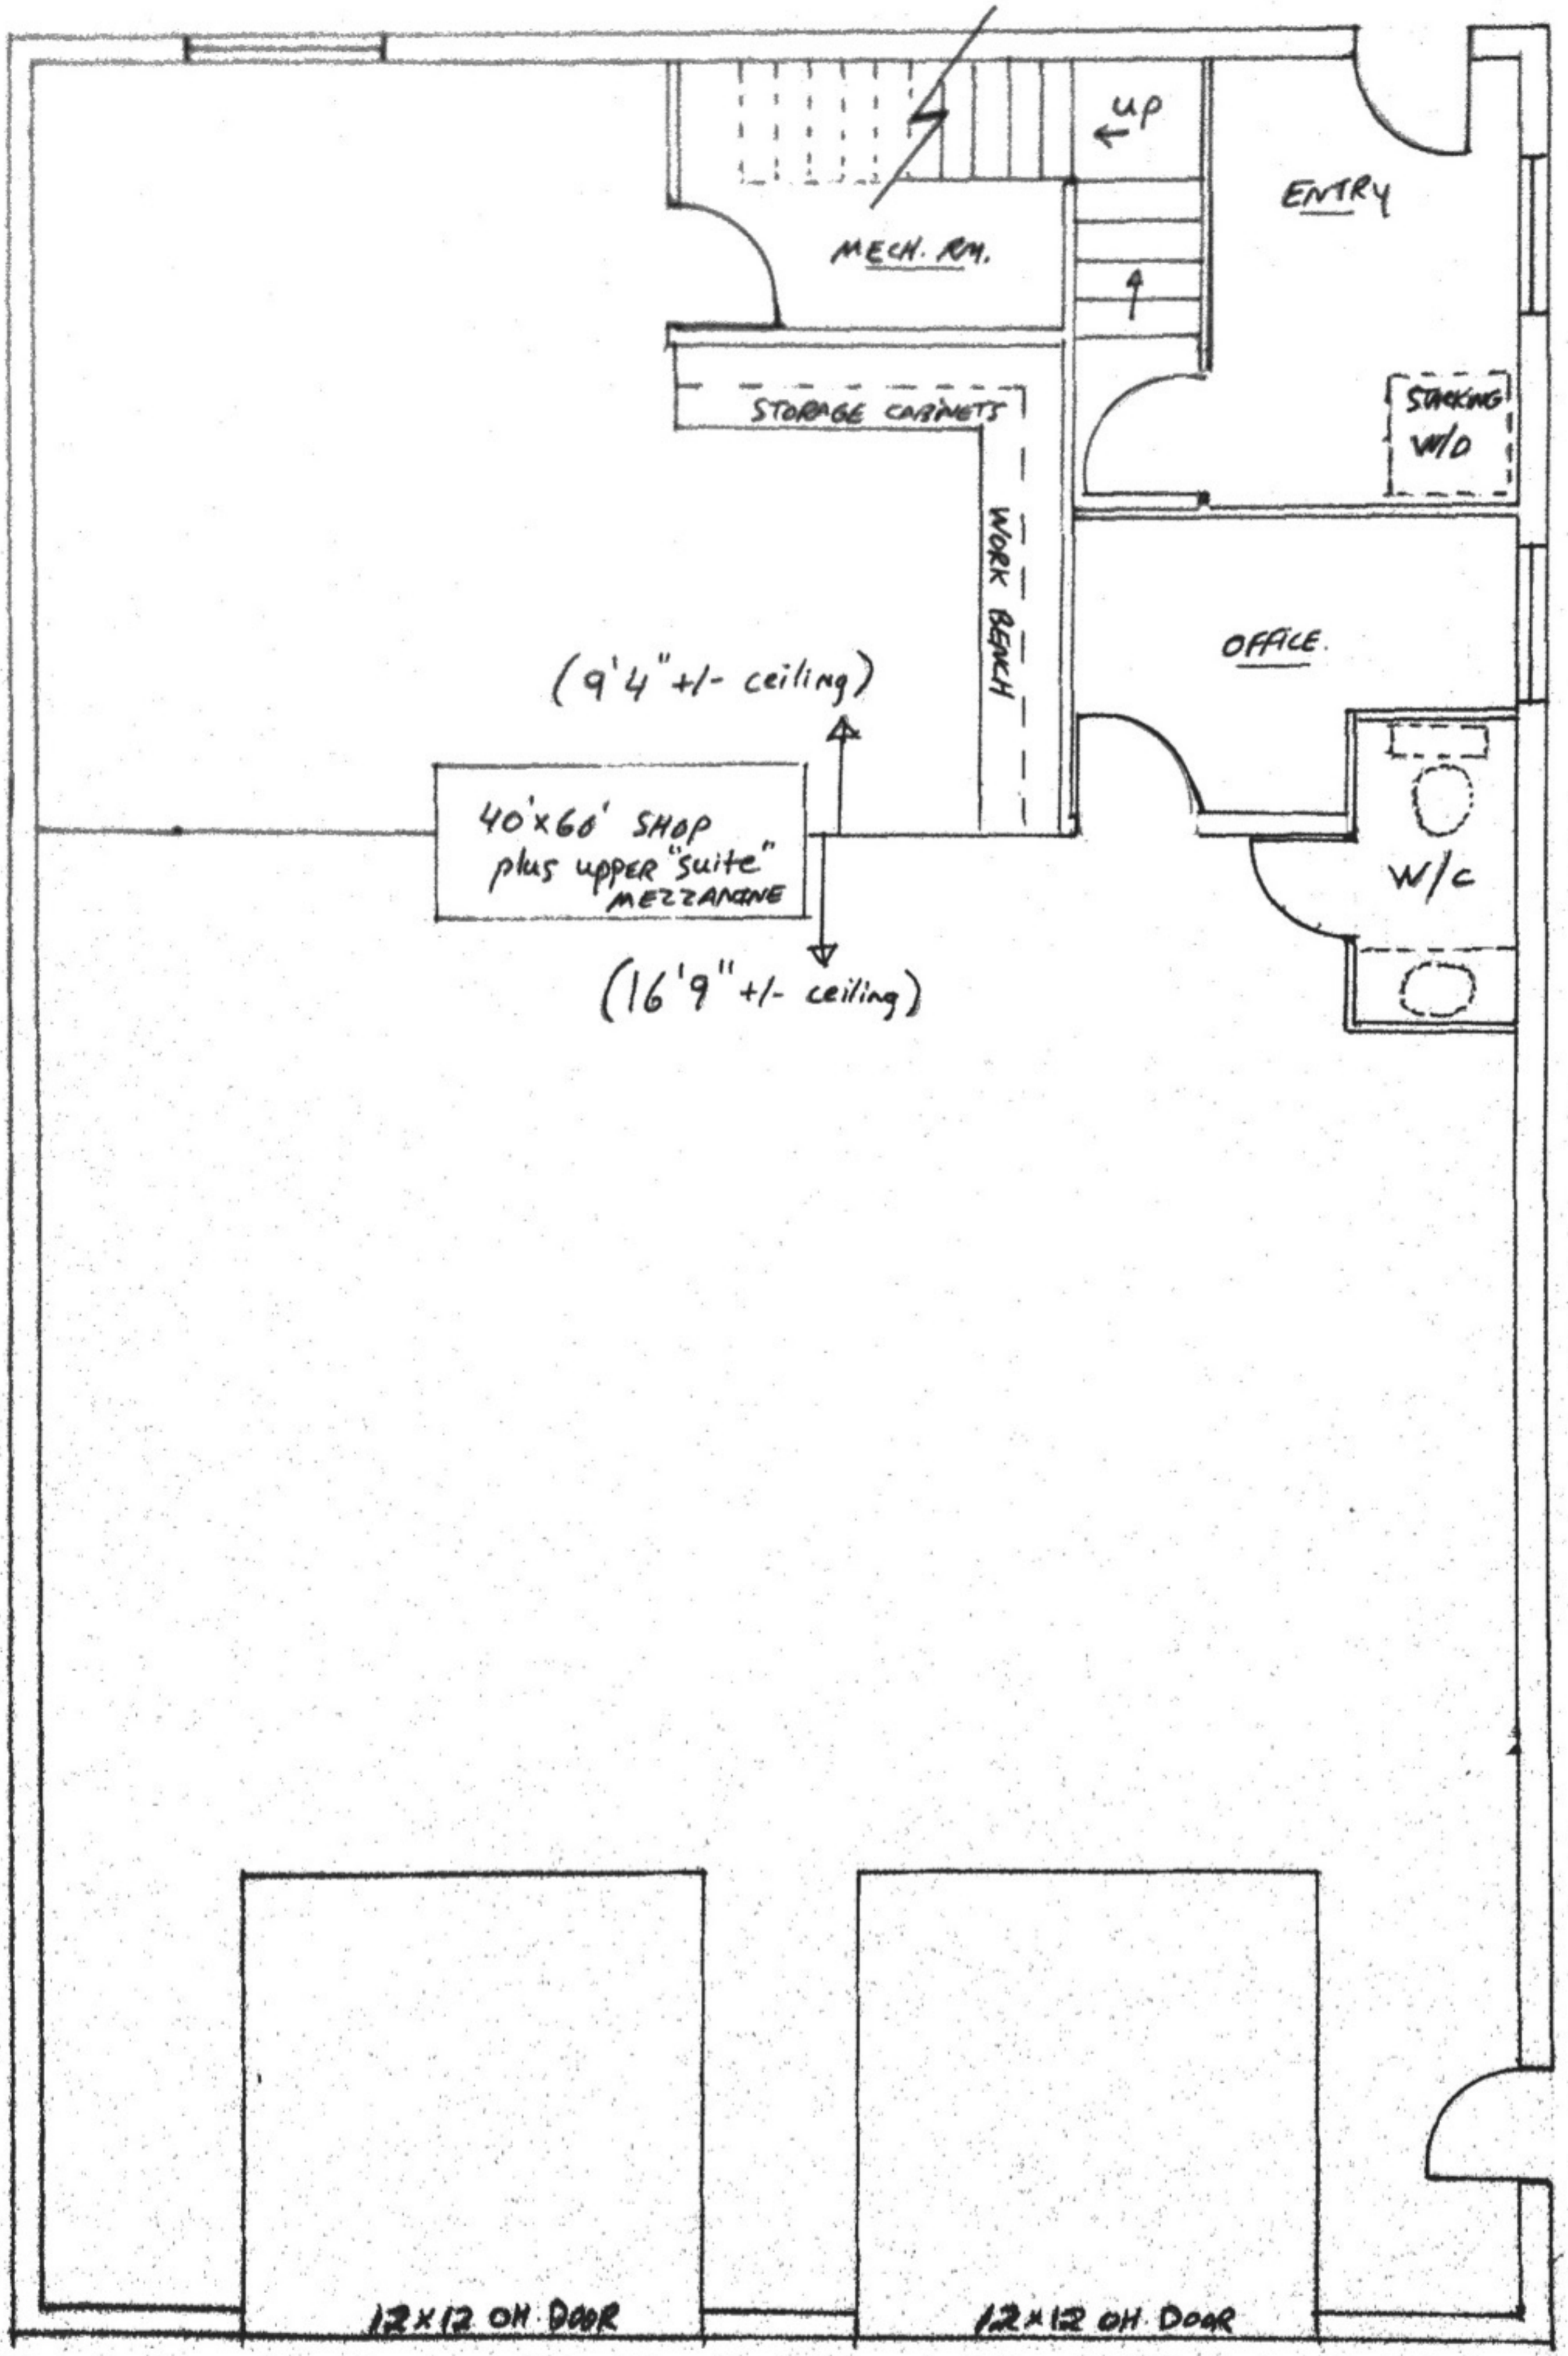 UP
ENTRY
MECH. RM.
STACKING
W/D
STORAGE CABINETS
WORK BENCH
OFFICE.
(9'4" +/- ceiling)
40'x60' SHOP
plus UPPER "Suite"
MEZZANINE
W/C
(16'9" +/- ceiling)
12x12 OH. DOOR
12x12 OH. DOOR